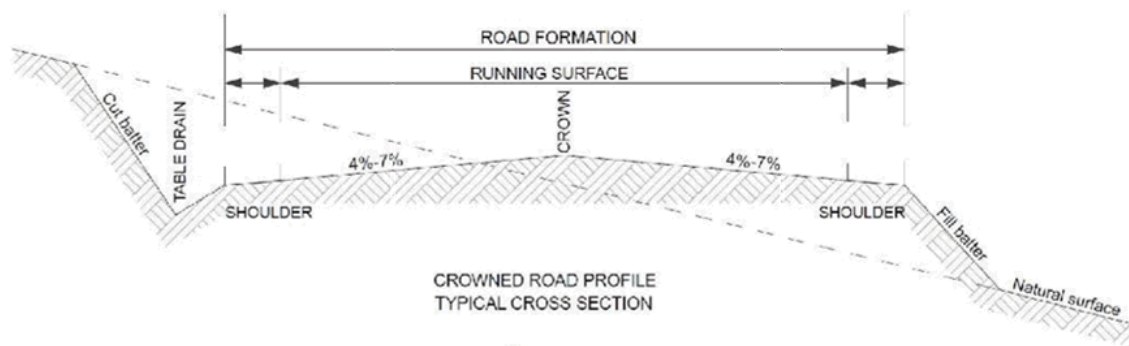 ROAD FORMATION
RUNNING SURFACE
Cut batter
TABLE DRAIN
CROWN
4%-7%
4%-7%
SHOULDER
SHOULDER
Fill batter
Natural surface
CROWNED ROAD PROFILE
TYPICAL CROSS SECTION